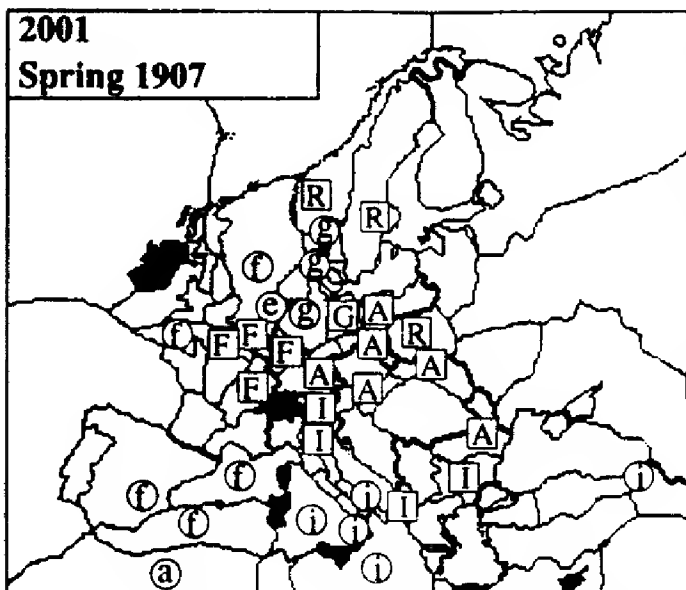 2001
Spring 1907
R
R
g
f g
e g G A
f F F F A R
A
F A A
I
I A
f I i
f i I
f i i
a i